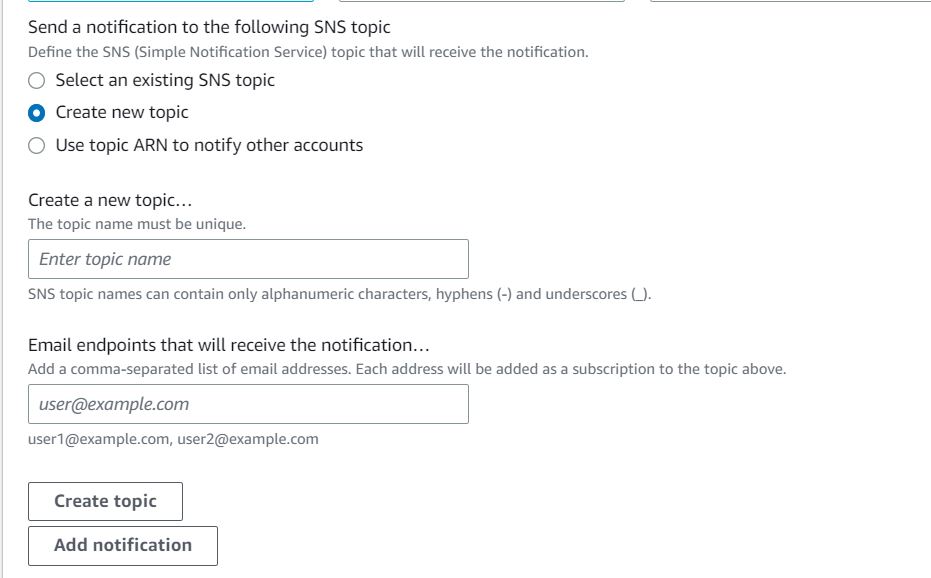 Send a notification to the following SNS topic
Define the SNS (Simple Notification Service) topic that will receive the notification.
Select an existing SNS topic
Create new topic
Use topic ARN to notify other accounts
Create a new topic…
The topic name must be unique.
Enter topic name
SNS topic names can contain only alphanumeric characters, hyphens (-) and underscores (_).
Email endpoints that will receive the notification…
Add a comma-separated list of email addresses. Each address will be added as a subscription to the topic above.
user@example.com
user1@example.com, user2@example.com
Create topic
Add notification